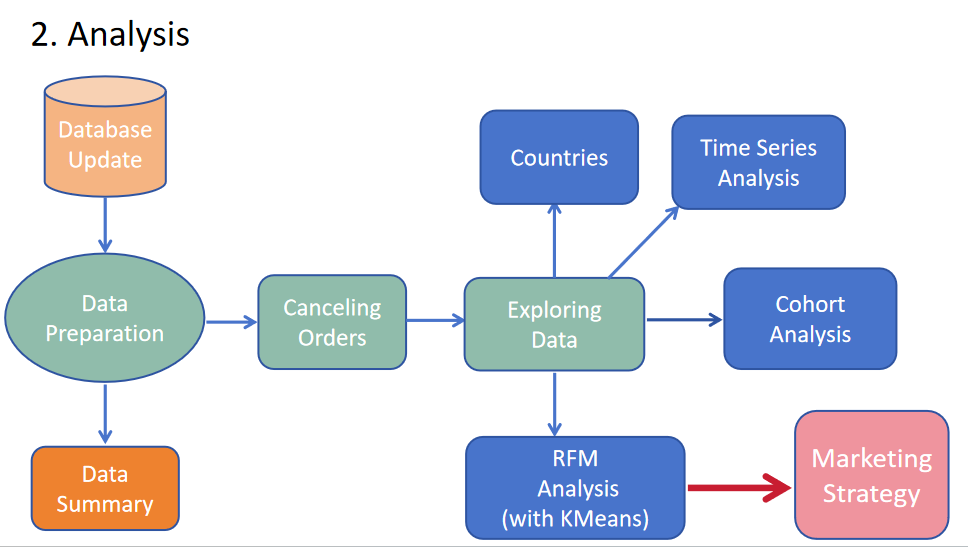 2. Analysis
Database
Update
Countries
Time Series
Analysis
Data
Preparation
Canceling
Orders
Exploring
Data
Cohort
Analysis
Data
Summary
RFM
Analysis
(with KMeans)
Marketing
Strategy